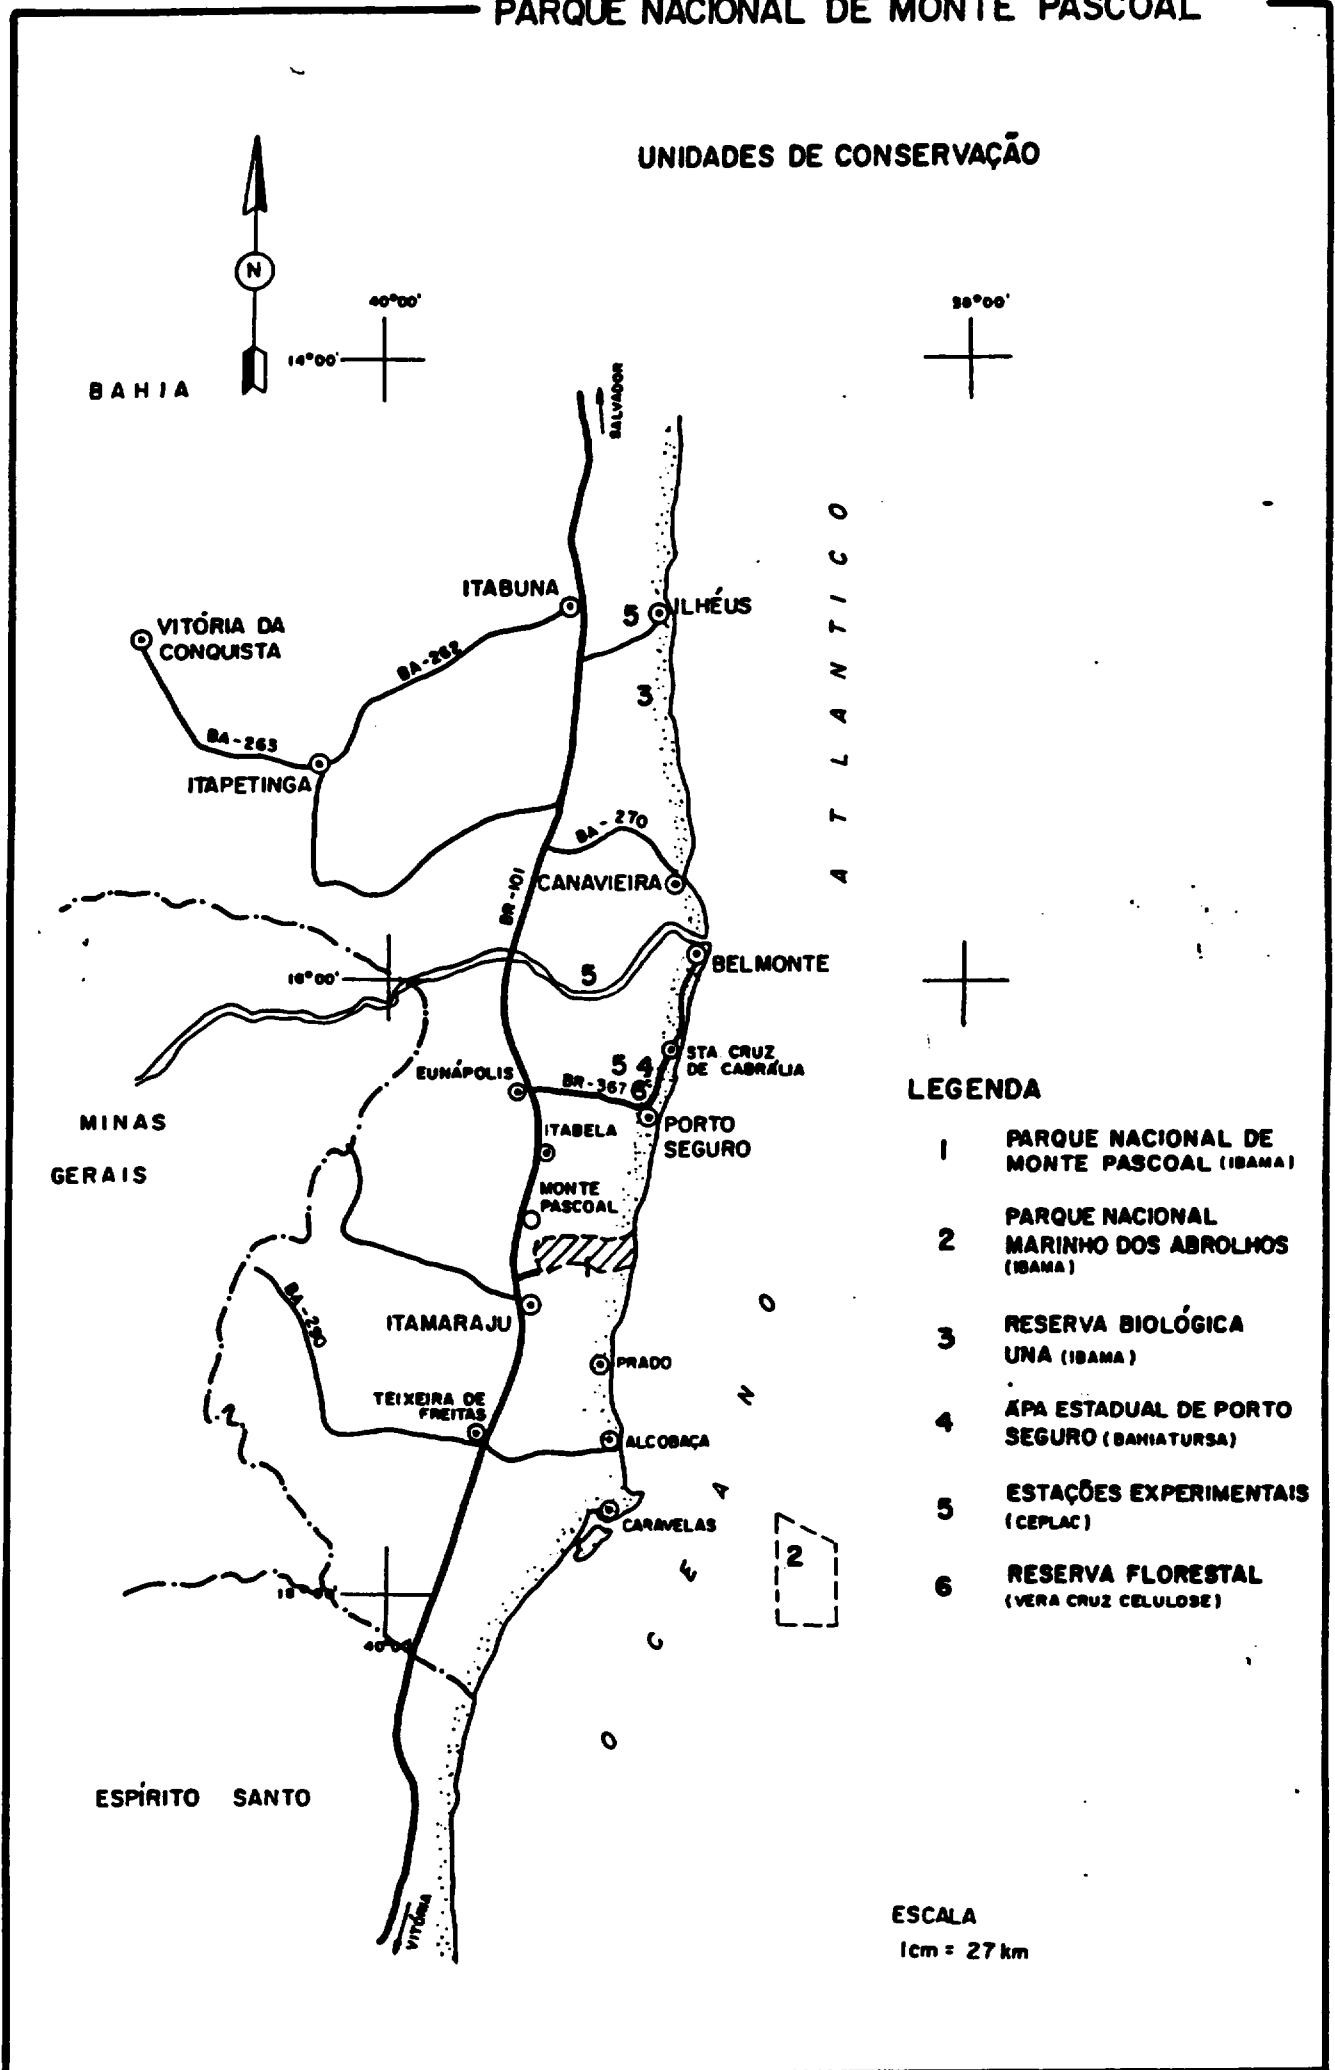 PARQUE NACIONAL DE MONTE PASCOAL
UNIDADES DE CONSERVAÇÃO
N
40°00'
38°00'
14°00'
BAHIA
SALVADOR
ATLANTICO
ITABUNA
5
ILHÉUS
VITÓRIA DA
CONQUISTA
BA-262
3
BA-263
ITAPETINGA
BA-270
CANAVIEIRA
BR-101
BELMONTE
16°00'
5
STA CRUZ
DE CABRÁLIA
5 4
EUNÁPOLIS
BR-367
6
PORTO
SEGURO
ITABELA
MINAS
GERAIS
MONTE
PASCOAL
1
ITAMARAJU
BA-290
PRADO
TEIXEIRA DE
FREITAS
ALCOBAÇA
CARAVELAS
2
OCEANO
40°00'
ESPÍRITO SANTO
VITÓRIA
LEGENDA
1 PARQUE NACIONAL DE
MONTE PASCOAL (IBAMA)
2 PARQUE NACIONAL
MARINHO DOS ABROLHOS
(IBAMA)
3 RESERVA BIOLÓGICA
UNA (IBAMA)
4 APA ESTADUAL DE PORTO
SEGURO (BAHIATURSA)
5 ESTAÇÕES EXPERIMENTAIS
(CEPLAC)
6 RESERVA FLORESTAL
(VERA CRUZ CELULOSE)
ESCALA
1cm = 27 km